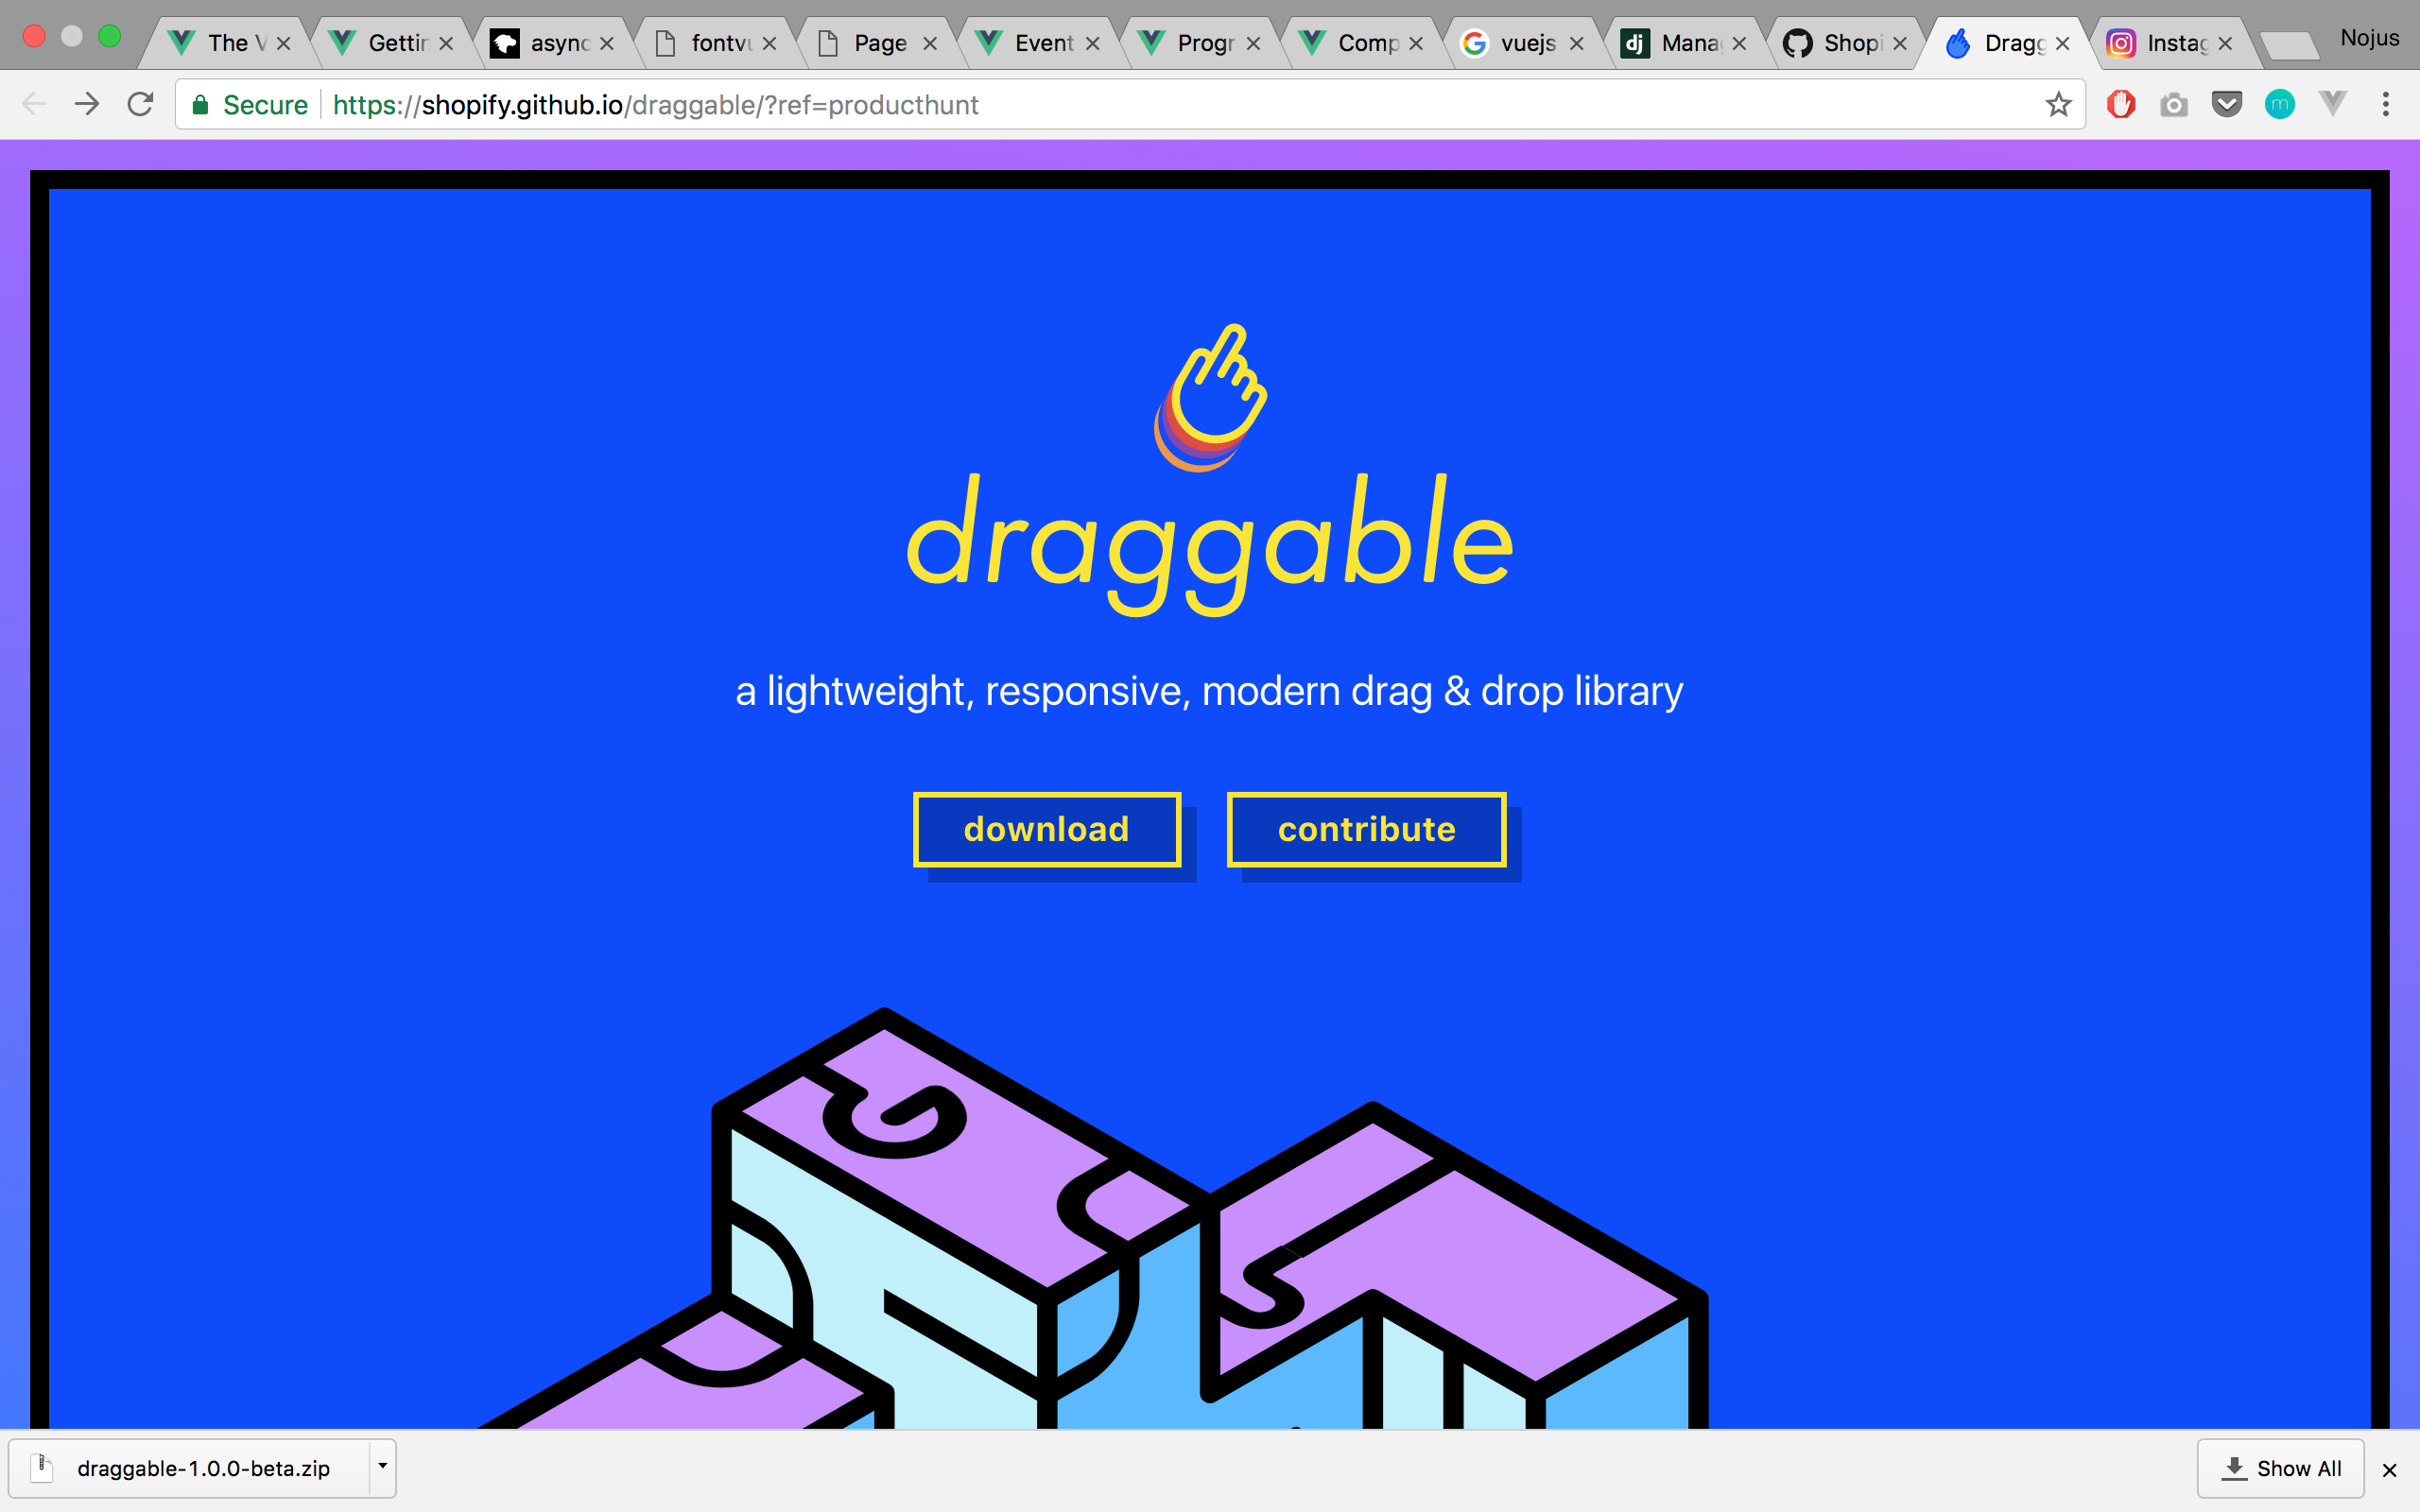 The V
Gettin
async
fontvu
Page
Event
Progr
Comp
vuejs
dj
Mana
Shopi
Dragg
Instag
Nojus
Secure https://shopify.github.io/draggable/?ref=producthunt
m
draggable
a lightweight, responsive, modern drag & drop library
download contribute
draggable-1.0.0-beta.zip
Show All